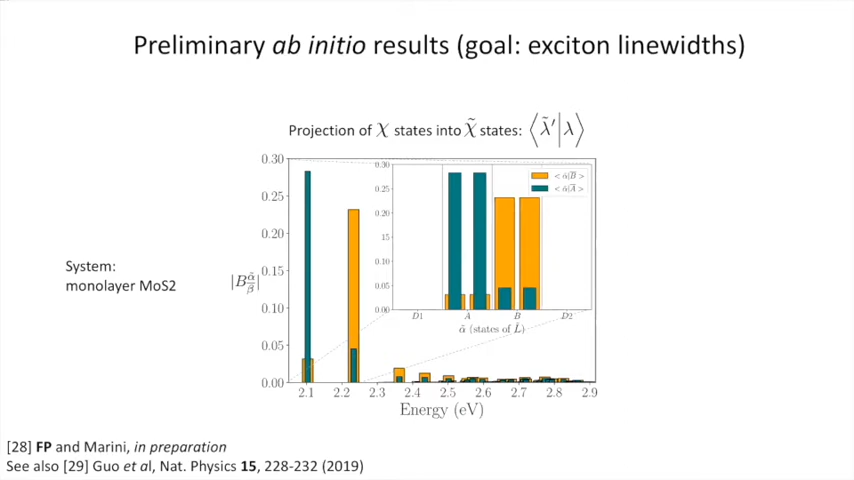 Preliminary ab initio results (goal: exciton linewidths)
Projection of χ states into χ̃ states: ⟨λ̃′|λ⟩
0.30
0.25
0.20
0.15
0.10
0.05
0.00
|B
2.1 2.2 2.3 2.4 2.5 2.6 2.7 2.8 2.9
Energy (eV)
0.30
0.25
0.20
15
0.10
0.05
0.00
D1 A B D2
α̃ (states of L̃)
System:
monolayer MoS2
[28] FP and Marini, in preparation
See also [29] Guo et al, Nat. Physics 15, 228-232 (2019)